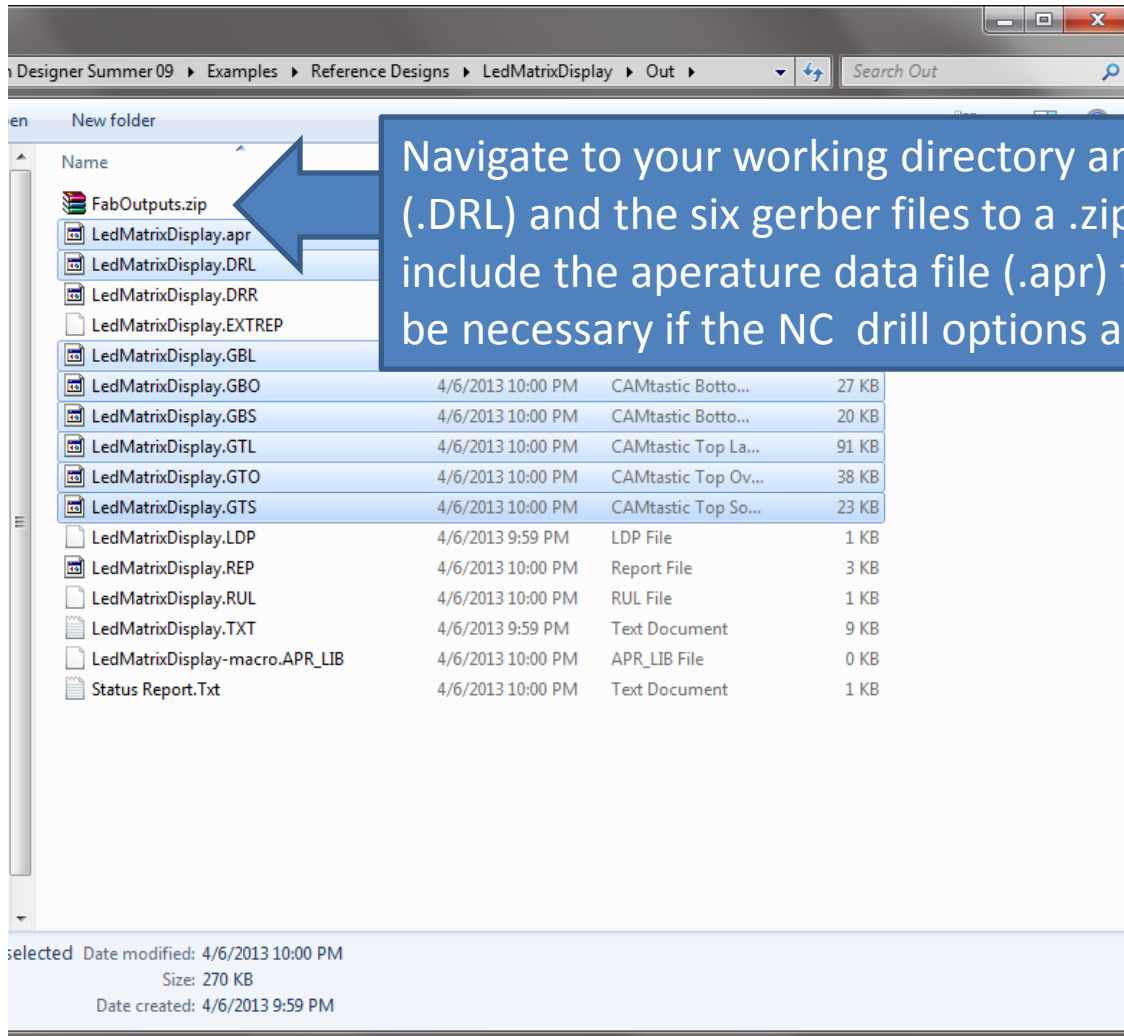 Designer Summer 09 ▸ Examples ▸ Reference Designs ▸ LedMatrixDisplay ▸ Out ▸ Search Out
New folder
Name
Navigate to your working directory
(.DRL) and the six gerber files to a
include the aperature data file (.apr)
be necessary if the NC drill options
FabOutputs.zip
LedMatrixDisplay.apr
LedMatrixDisplay.DRL
LedMatrixDisplay.DRR
LedMatrixDisplay.EXTREP
LedMatrixDisplay.GBL
LedMatrixDisplay.GBO 4/6/2013 10:00 PM CAMtastic Botto... 27 KB
LedMatrixDisplay.GBS 4/6/2013 10:00 PM CAMtastic Botto... 20 KB
LedMatrixDisplay.GTL 4/6/2013 10:00 PM CAMtastic Top La... 91 KB
LedMatrixDisplay.GTO 4/6/2013 10:00 PM CAMtastic Top Ov... 38 KB
LedMatrixDisplay.GTS 4/6/2013 10:00 PM CAMtastic Top So... 23 KB
LedMatrixDisplay.LDP 4/6/2013 9:59 PM LDP File 1 KB
LedMatrixDisplay.REP 4/6/2013 10:00 PM Report File 3 KB
LedMatrixDisplay.RUL 4/6/2013 10:00 PM RUL File 1 KB
LedMatrixDisplay.TXT 4/6/2013 9:59 PM Text Document 9 KB
LedMatrixDisplay-macro.APR_LIB 4/6/2013 10:00 PM APR_LIB File 0 KB
Status Report.Txt 4/6/2013 10:00 PM Text Document 1 KB
selected Date modified: 4/6/2013 10:00 PM
Size: 270 KB
Date created: 4/6/2013 9:59 PM